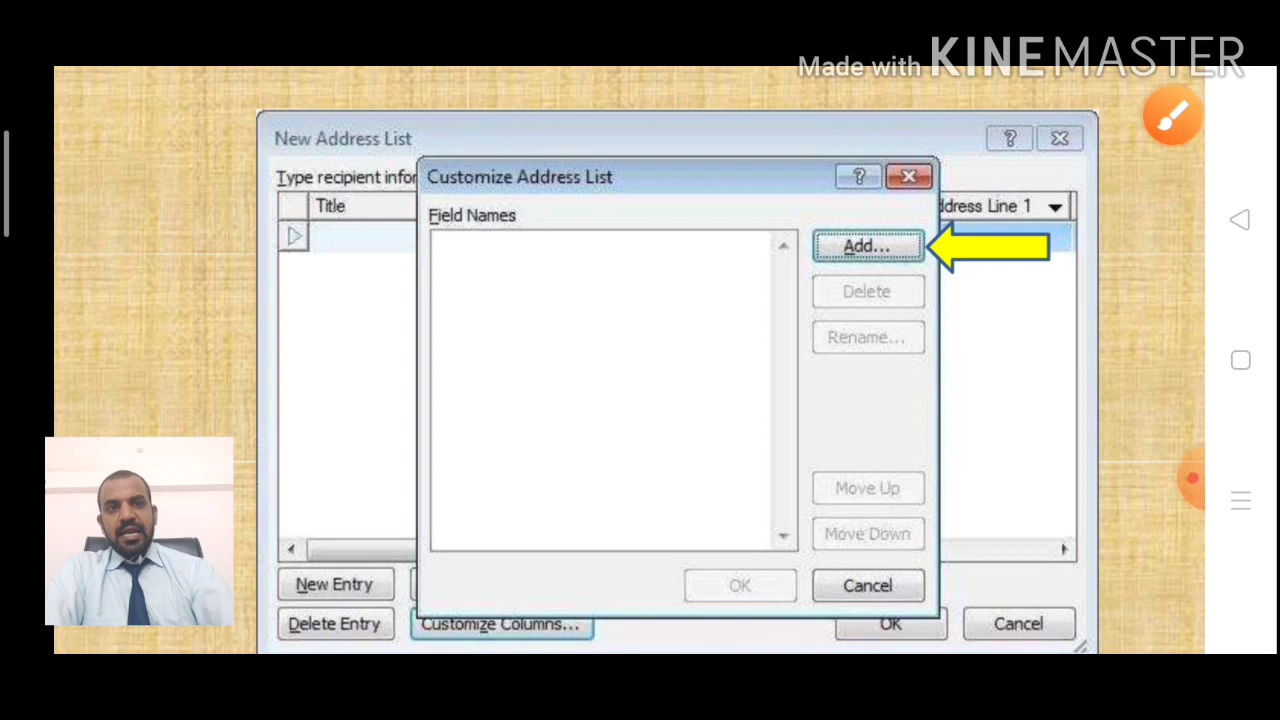 Made with KINEMASTER
New Address List
Customize Address List
Type recipient infor
Field Names
Title
ddress Line 1
Add...
Delete
Rename...
Move Up
Move Down
OK
Cancel
New Entry
Delete Entry
Customize Columns...
OK
Cancel